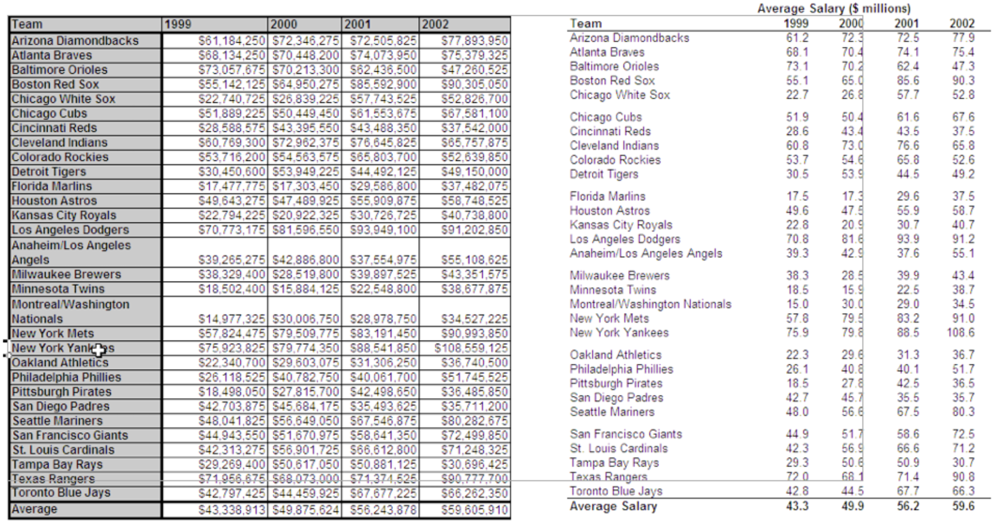 Team 1999 2000 2001 2002
Arizona Diamondbacks $61,184,250 $72,346,275 $72,505,825 $77,893,950
Atlanta Braves $68,134,250 $70,448,200 $74,073,950 $75,379,325
Baltimore Orioles $73,057,675 $70,213,300 $62,436,500 $47,260,525
Boston Red Sox $55,142,125 $64,950,275 $85,592,900 $90,305,050
Chicago White Sox $22,740,725 $26,839,225 $57,743,525 $52,826,700
Chicago Cubs $51,889,225 $50,449,450 $61,553,675 $67,581,100
Cincinnati Reds $28,588,575 $43,395,550 $43,488,350 $37,542,000
Cleveland Indians $60,769,300 $72,962,375 $76,645,825 $65,757,875
Colorado Rockies $53,716,200 $54,563,575 $65,803,700 $52,639,850
Detroit Tigers $30,450,600 $53,949,225 $44,492,125 $49,150,000
Florida Marlins $17,477,775 $17,303,450 $29,586,800 $37,482,075
Houston Astros $49,643,275 $47,489,925 $55,909,875 $58,748,525
Kansas City Royals $22,794,225 $20,922,325 $30,726,725 $40,738,800
Los Angeles Dodgers $70,773,175 $81,596,550 $93,949,100 $91,202,850
Anaheim/Los Angeles
Angels $39,265,275 $42,886,800 $37,554,975 $55,108,625
Milwaukee Brewers $38,329,400 $28,519,800 $39,897,525 $43,351,575
Minnesota Twins $18,502,400 $15,884,125 $22,548,800 $38,677,875
Montreal/Washington
Nationals $14,977,325 $30,006,750 $28,978,750 $34,527,225
New York Mets $57,824,475 $79,509,775 $83,191,450 $90,993,850
New York Yankees $75,923,825 $79,774,350 $88,541,850 $108,559,125
Oakland Athletics $22,340,700 $29,603,075 $31,306,250 $36,740,500
Philadelphia Phillies $26,118,525 $40,782,750 $40,061,700 $51,745,525
Pittsburgh Pirates $18,498,050 $27,815,700 $42,498,650 $36,485,850
San Diego Padres $42,703,875 $45,684,175 $35,493,625 $35,711,200
Seattle Mariners $48,041,825 $56,649,050 $67,546,875 $80,282,675
San Francisco Giants $44,943,550 $51,670,975 $58,641,350 $72,499,850
St. Louis Cardinals $42,313,275 $56,901,725 $66,612,800 $71,248,325
Tampa Bay Rays $29,269,400 $50,617,050 $50,881,125 $30,696,425
Texas Rangers $71,956,675 $68,073,000 $71,374,525 $90,777,700
Toronto Blue Jays $42,797,425 $44,459,925 $67,677,225 $66,262,350
Average $43,338,913 $49,875,624 $56,243,878 $59,605,910
Average Salary ($ millions)
Team 1999 2000 2001 2002
Arizona Diamondbacks 61.2 72.3 72.5 77.9
Atlanta Braves 68.1 70.4 74.1 75.4
Baltimore Orioles 73.1 70.2 62.4 47.3
Boston Red Sox 55.1 65.0 85.6 90.3
Chicago White Sox 22.7 26.8 57.7 52.8
Chicago Cubs 51.9 50.4 61.6 67.6
Cincinnati Reds 28.6 43.4 43.5 37.5
Cleveland Indians 60.8 73.0 76.6 65.8
Colorado Rockies 53.7 54.6 65.8 52.6
Detroit Tigers 30.5 53.9 44.5 49.2
Florida Marlins 17.5 17.3 29.6 37.5
Houston Astros 49.6 47.5 55.9 58.7
Kansas City Royals 22.8 20.9 30.7 40.7
Los Angeles Dodgers 70.8 81.6 93.9 91.2
Anaheim/Los Angeles Angels 39.3 42.9 37.6 55.1
Milwaukee Brewers 38.3 28.5 39.9 43.4
Minnesota Twins 18.5 15.9 22.5 38.7
Montreal/Washington Nationals 15.0 30.0 29.0 34.5
New York Mets 57.8 79.5 83.2 91.0
New York Yankees 75.9 79.8 88.5 108.6
Oakland Athletics 22.3 29.6 31.3 36.7
Philadelphia Phillies 26.1 40.8 40.1 51.7
Pittsburgh Pirates 18.5 27.8 42.5 36.5
San Diego Padres 42.7 45.7 35.5 35.7
Seattle Mariners 48.0 56.6 67.5 80.3
San Francisco Giants 44.9 51.7 58.6 72.5
St. Louis Cardinals 42.3 56.9 66.6 71.2
Tampa Bay Rays 29.3 50.6 50.9 30.7
Texas Rangers 72.0 68.1 71.4 90.8
Toronto Blue Jays 42.8 44.5 67.7 66.3
Average Salary 43.3 49.9 56.2 59.6